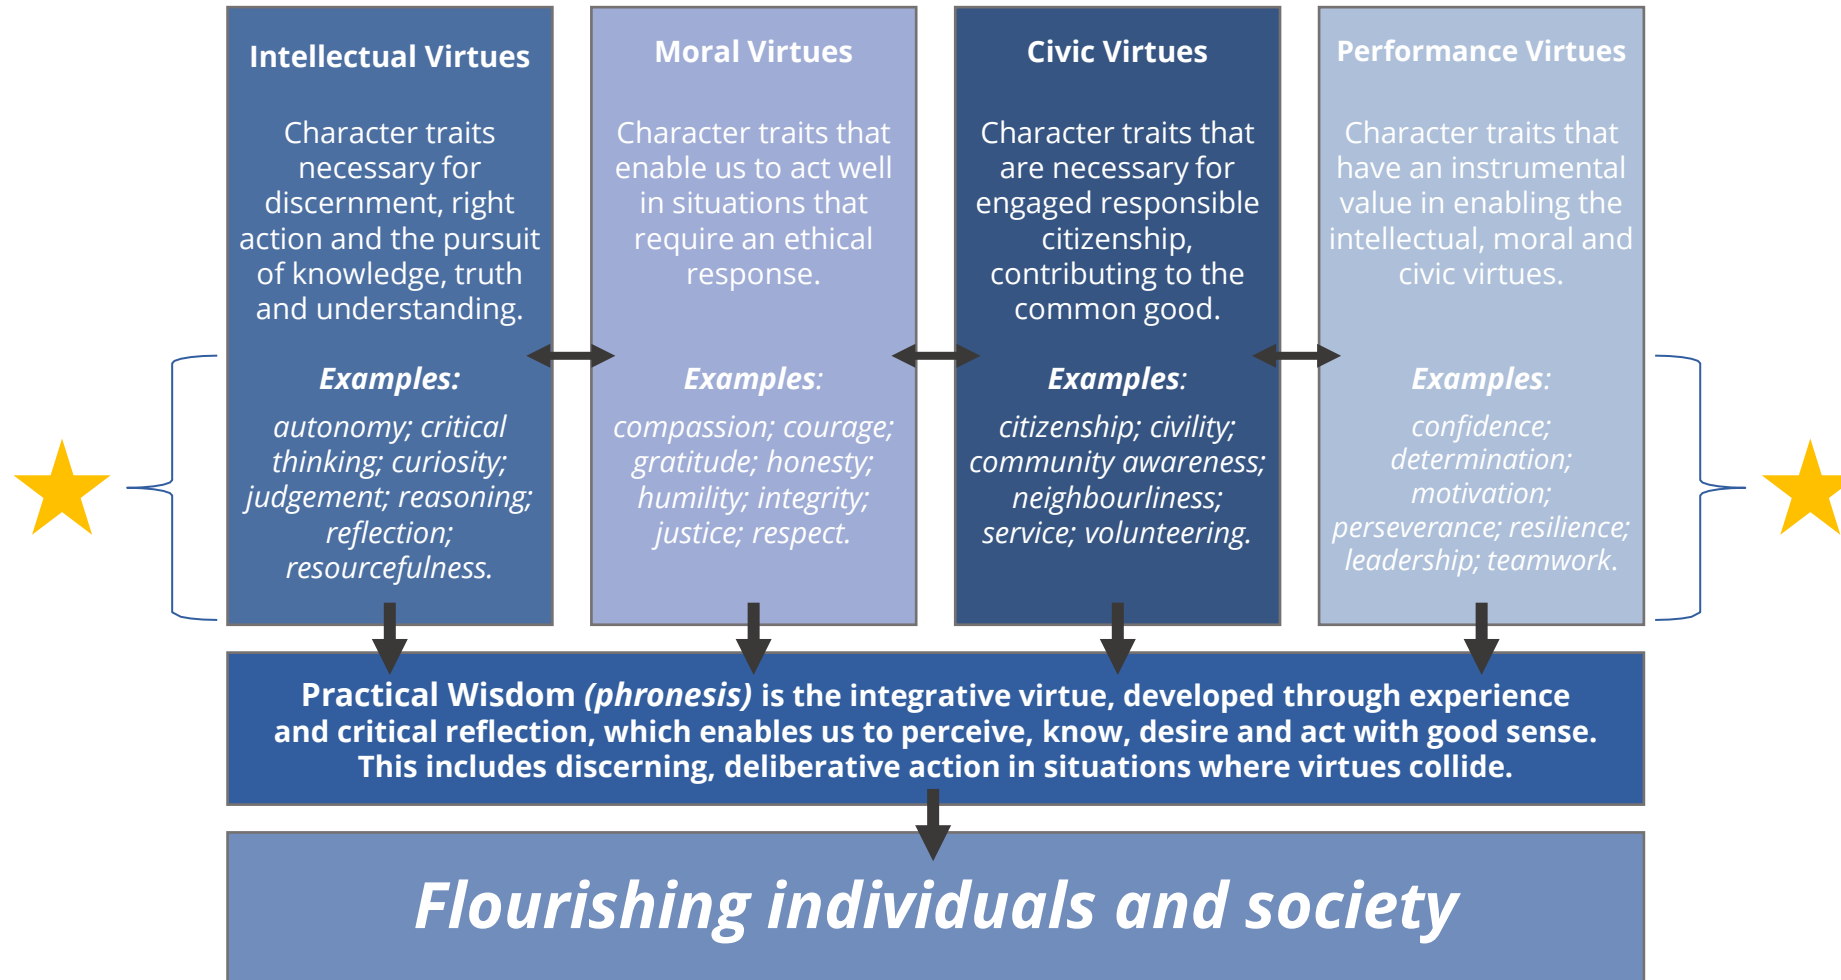 Intellectual Virtues
Character traits
necessary for
discernment, right
action and the pursuit
of knowledge, truth
and understanding.
Examples:
autonomy; critical
thinking; curiosity;
judgement; reasoning;
reflection;
resourcefulness.
Moral Virtues
Character traits that
enable us to act well
in situations that
require an ethical
response.
Examples:
compassion; courage;
gratitude; honesty;
humility; integrity;
justice; respect.
Civic Virtues
Character traits that
are necessary for
engaged responsible
citizenship,
contributing to the
common good.
Examples:
citizenship; civility;
community awareness;
neighbourliness;
service; volunteering.
Performance Virtues
Character traits that
have an instrumental
value in enabling the
intellectual, moral and
civic virtues.
Examples:
confidence;
determination;
motivation;
perseverance; resilience;
leadership; teamwork.
Practical Wisdom (phronesis) is the integrative virtue, developed through experience
and critical reflection, which enables us to perceive, know, desire and act with good sense.
This includes discerning, deliberative action in situations where virtues collide.
Flourishing individuals and society